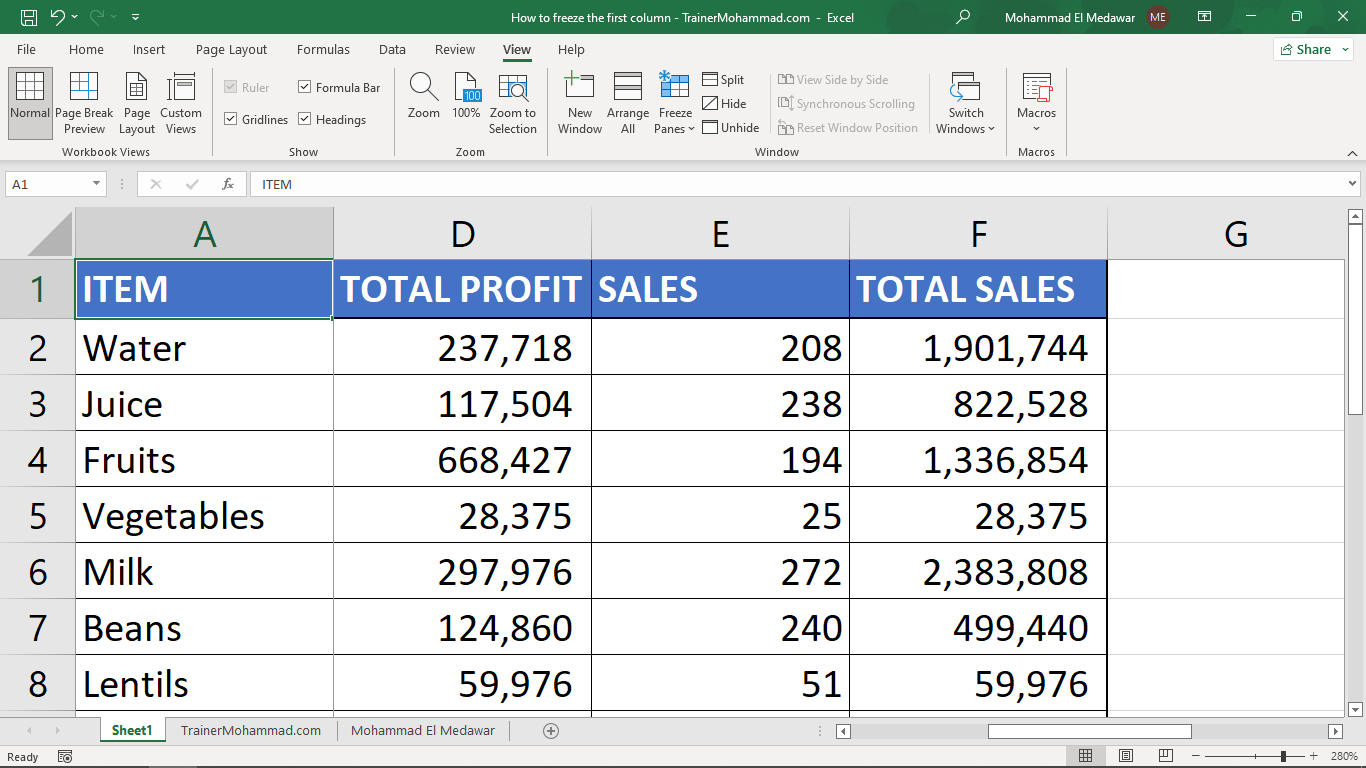 How to freeze the first column - TrainerMohammad.com - Excel
Mohammad El Medawar ME
File Home Insert Page Layout Formulas Data Review View Help Share
Normal Page Break Preview Page Layout Custom Views
Workbook Views
Ruler Formula Bar
Gridlines Headings
Show
Zoom 100% Zoom to Selection
100
Zoom
New Window Arrange All Freeze Panes
Split
Hide
Unhide
View Side by Side
Synchronous Scrolling
Reset Window Position
Switch Windows
Window
Macros
Macros
A1 fx ITEM
A D E F G
1 ITEM TOTAL PROFIT SALES TOTAL SALES
2 Water 237,718 208 1,901,744
3 Juice 117,504 238 822,528
4 Fruits 668,427 194 1,336,854
5 Vegetables 28,375 25 28,375
6 Milk 297,976 272 2,383,808
7 Beans 124,860 240 499,440
8 Lentils 59,976 51 59,976
Sheet1 TrainerMohammad.com Mohammad El Medawar
Ready 280%